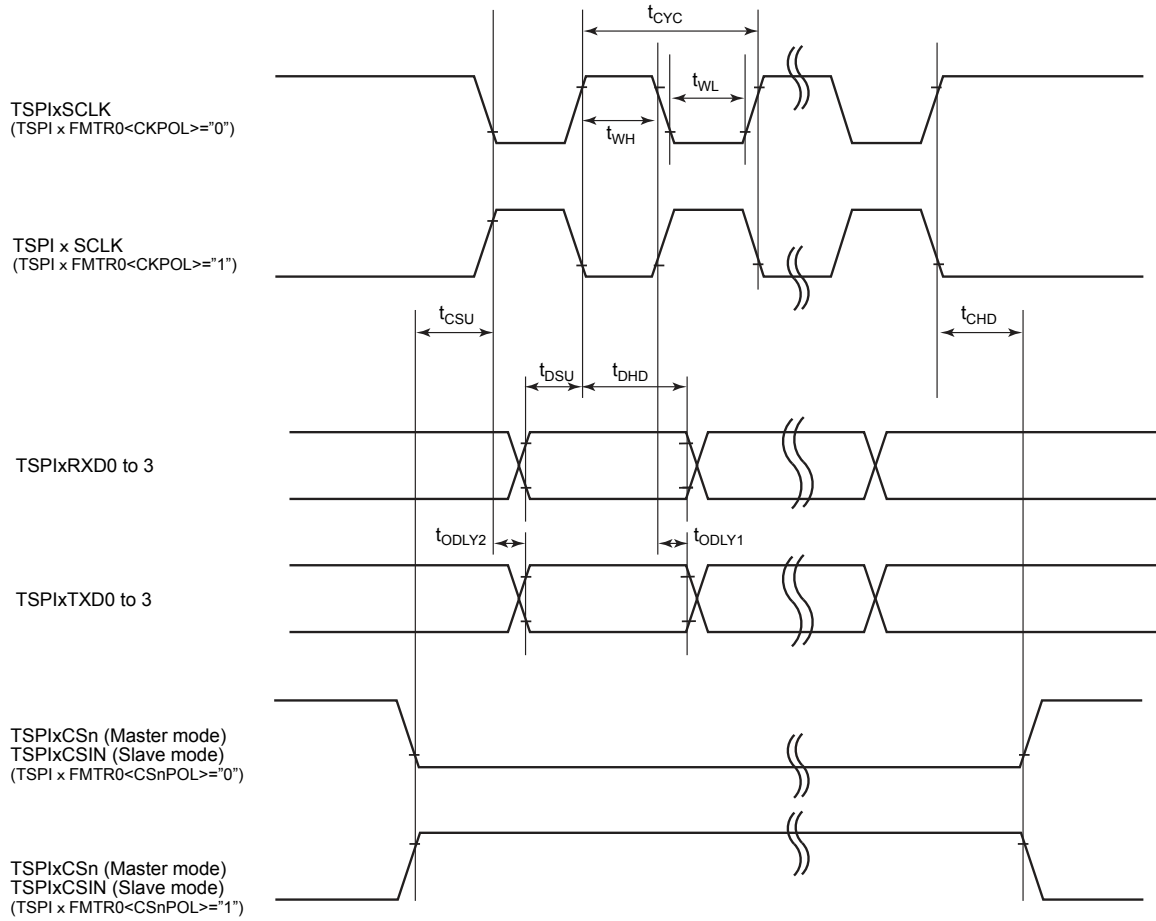 tCYC
TSPIxSCLK
(TSPI x FMTR0<CKPOL>="0")
tWL
tWH
TSPI x SCLK
(TSPI x FMTR0<CKPOL>="1")
tCSU
tCHD
tDSU
tDHD
TSPIxRXD0 to 3
tODLY2
tODLY1
TSPIxTXD0 to 3
TSPIxCSn (Master mode)
TSPIxCSIN (Slave mode)
(TSPI x FMTR0<CSnPOL>="0")
TSPIxCSn (Master mode)
TSPIxCSIN (Slave mode)
(TSPI x FMTR0<CSnPOL>="1")